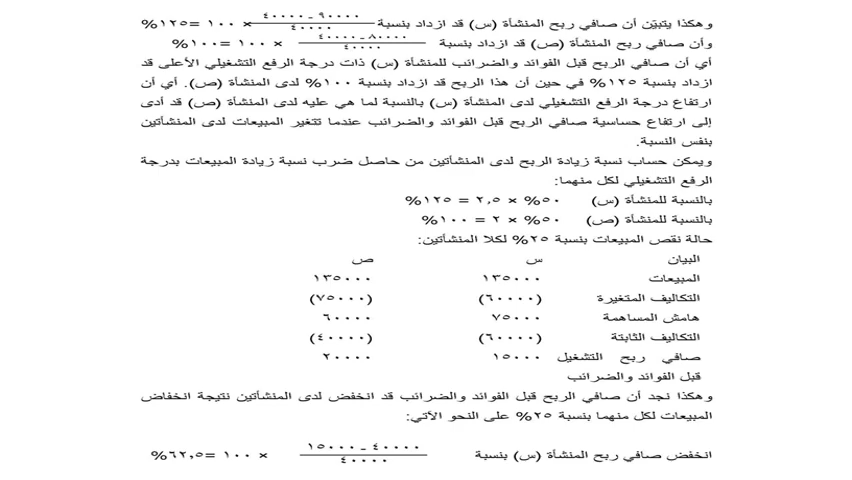 وهكذا يتبيّن أن صافي ربح المنشأة (س) قد ازداد بنسبة ٩٠٠٠٠ - ٤٠٠٠٠ / ٤٠٠٠٠ × ١٠٠ = ١٢٥%
وأن صافي ربح المنشأة (ص) قد ازداد بنسبة ٨٠٠٠٠ - ٤٠٠٠٠ / ٤٠٠٠٠ × ١٠٠ = ١٠٠%
أي أن صافي الربح قبل الفوائد والضرائب للمنشأة (س) ذات درجة الرفع التشغيلي الأعلى قد
ازداد بنسبة ١٢٥% في حين أن هذا الربح قد ازداد بنسبة ١٠٠% لدى المنشأة (ص). أي أن
ارتفاع درجة الرفع التشغيلي لدى المنشأة (س) بالنسبة لما هي عليه لدى المنشأة (ص) قد أدى
إلى ارتفاع حساسية صافي الربح قبل الفوائد والضرائب عندما تتغير المبيعات لدى المنشأتين
بنفس النسبة.
ويمكن حساب نسبة زيادة الربح لدى المنشأتين من حاصل ضرب نسبة زيادة المبيعات بدرجة
الرفع التشغيلي لكل منهما:
بالنسبة للمنشأة (س) ٥٠% × ٢,٥ = ١٢٥%
بالنسبة للمنشأة (ص) ٥٠% × ٢ = ١٠٠%
حالة نقص المبيعات بنسبة ٢٥% لكلا المنشأتين:
البيان س ص
المبيعات ١٣٥٠٠٠ ١٣٥٠٠٠
التكاليف المتغيرة (٦٠٠٠٠) (٧٥٠٠٠)
هامش المساهمة ٧٥٠٠٠ ٦٠٠٠٠
التكاليف الثابتة (٦٠٠٠٠) (٤٠٠٠٠)
صافي ربح التشغيل ١٥٠٠٠ ٢٠٠٠٠
قبل الفوائد والضرائب
وهكذا نجد أن صافي الربح قبل الفوائد والضرائب قد انخفض لدى المنشأتين نتيجة انخفاض
المبيعات لكل منهما بنسبة ٢٥% على النحو الآتي:
انخفض صافي ربح المنشأة (س) بنسبة ٤٠٠٠٠ - ١٥٠٠٠ / ٤٠٠٠٠ × ١٠٠ = ٦٢,٥%